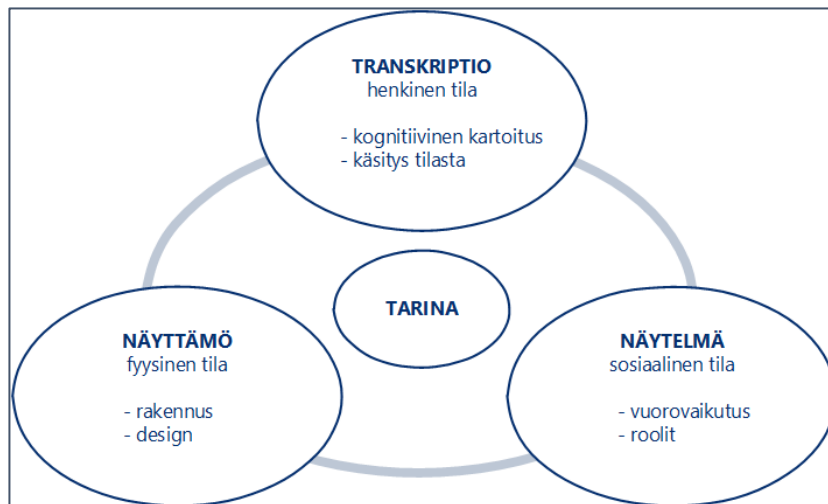 TRANSKRIPTIO
henkinen tila
- kognitiivinen kartoitus
- käsitys tilasta
TARINA
NÄYTTÄMÖ
fyysinen tila
- rakennus
- design
NÄYTELMÄ
sosiaalinen tila
- vuorovaikutus
- roolit